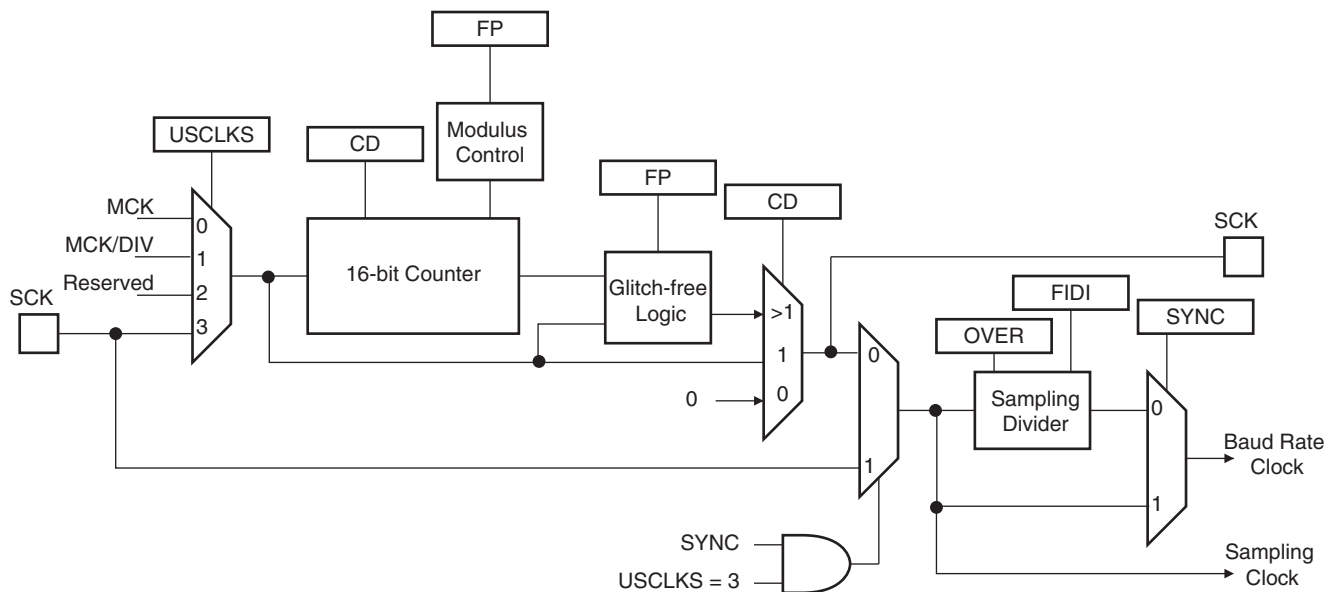 FP
USCLKS
CD
Modulus
Control
FP
CD
SCK
MCK
0
MCK/DIV
1
16-bit Counter
Reserved
2
SCK
3
Glitch-free
Logic
>1
FIDI
SYNC
OVER
1
0
0
0
Sampling
Divider
0
Baud Rate
Clock
1
1
SYNC
USCLKS = 3
Sampling
Clock